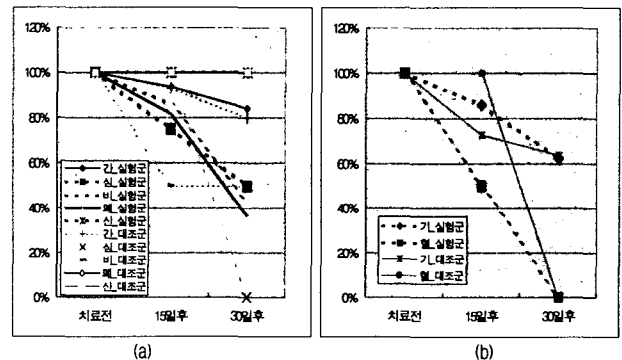 120%
100%
80%
60%
40%
20%
0%
치료전 15일후 30일후
간_실험군
심_실험군
비_실험군
폐_실험군
신_실험군
간_대조군
심_대조군
비_대조군
폐_대조군
신_대조군
(a)
120%
100%
80%
60%
40%
20%
0%
치료전 15일후 30일후
기_실험군
혈_실험군
기_대조군
혈_대조군
(b)